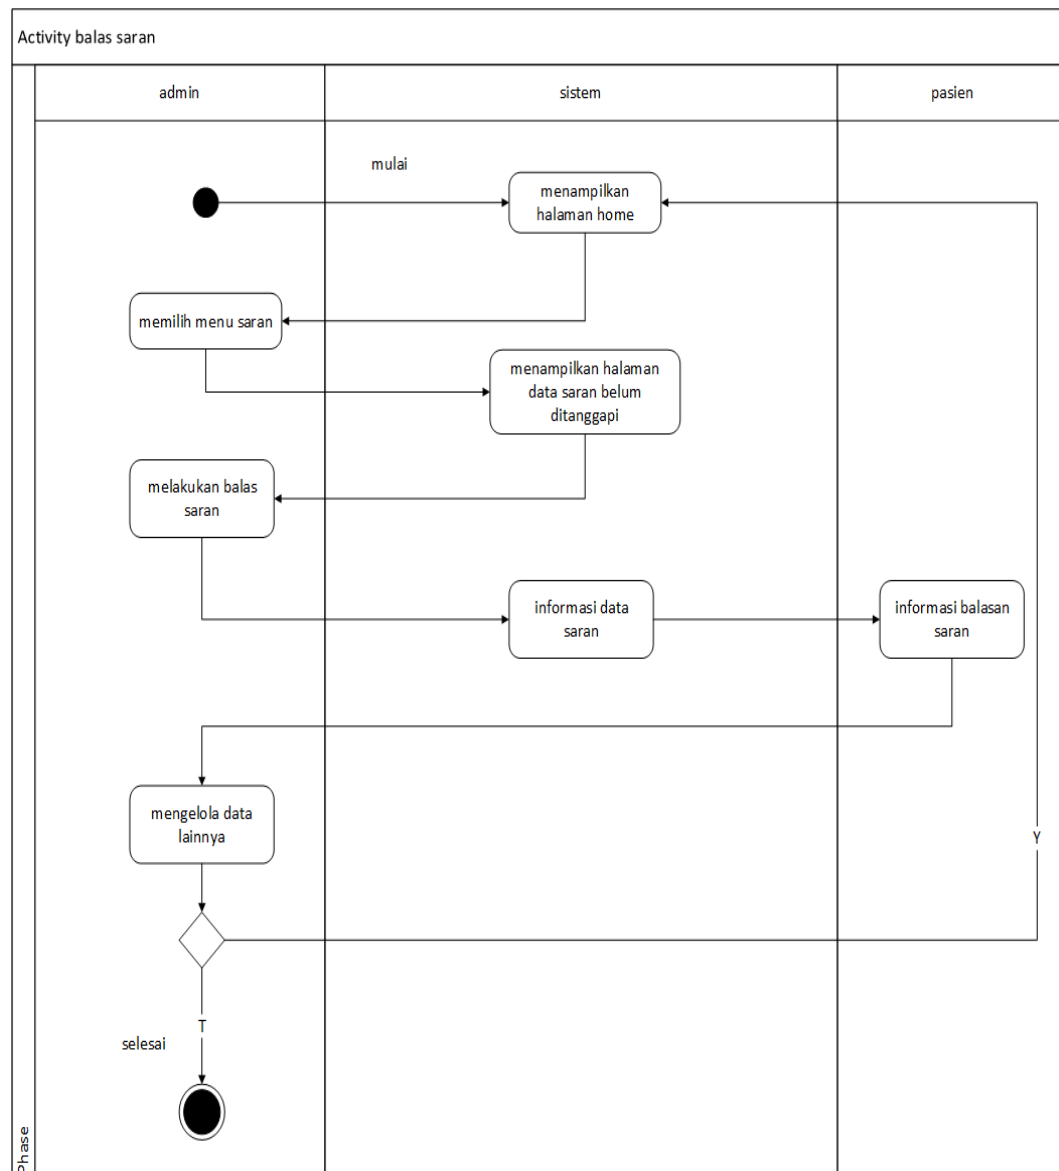 Activity balas saran
admin
sistem
pasien
mulai
menampilkan
halaman home
memilih menu saran
menampilkan halaman
data saran belum
ditanggapi
melakukan balas
saran
informasi data
saran
informasi balasan
saran
mengelola data
lainnya
Y
T
selesai
Phase